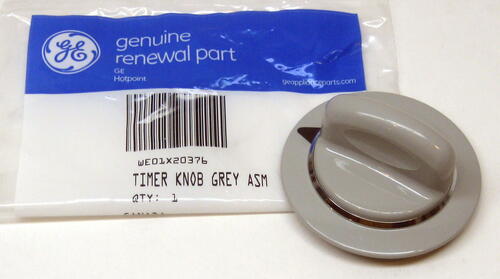 GE
genuine
renewal part
GE
Hotpoint
geapplianceparts.com
WE01X20376
TIMER KNOB GREY ASM
QTY: 1